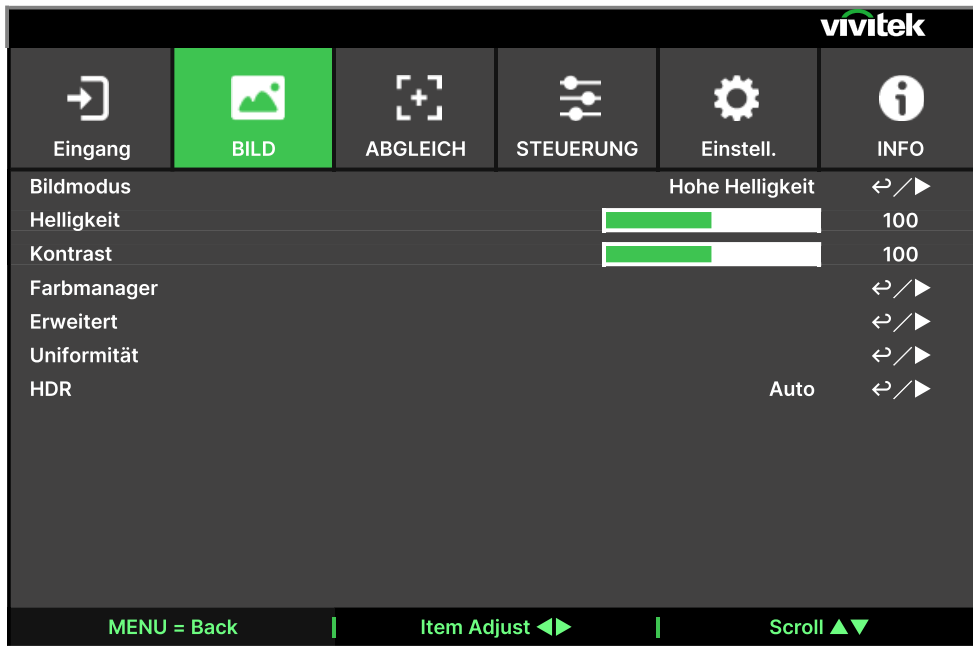 vivitek
Eingang BILD ABGLEICH STEUERUNG Einstell. INFO
Bildmodus Hohe Helligkeit ↩/▶
Helligkeit 100
Kontrast 100
Farbmanager ↩/▶
Erweitert ↩/▶
Uniformität ↩/▶
HDR Auto ↩/▶
MENU = Back | Item Adjust ◀▶ | Scroll ▲▼